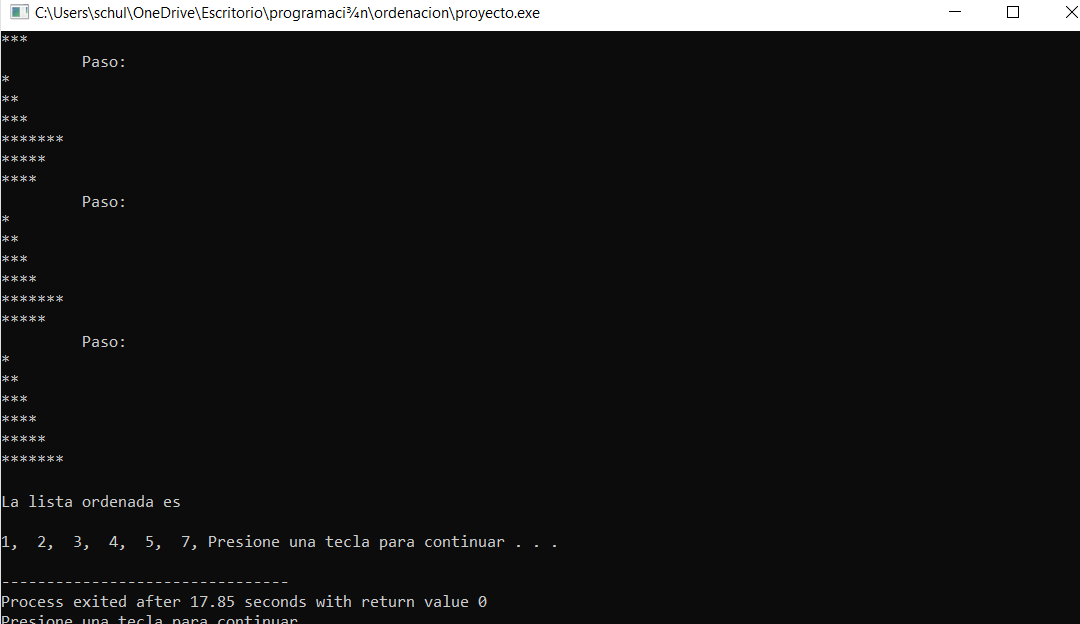 C:\Users\schul\OneDrive\Escritorio\programaci¾n\ordenacion\proyecto.exe
***
Paso:
*
**
***
*******
*****
****
Paso:
*
**
***
****
*******
*****
Paso:
*
**
***
****
*****
*******
La lista ordenada es
1, 2, 3, 4, 5, 7, Presione una tecla para continuar . . .
--------------------------------
Process exited after 17.85 seconds with return value 0
Presione una tecla para continuar